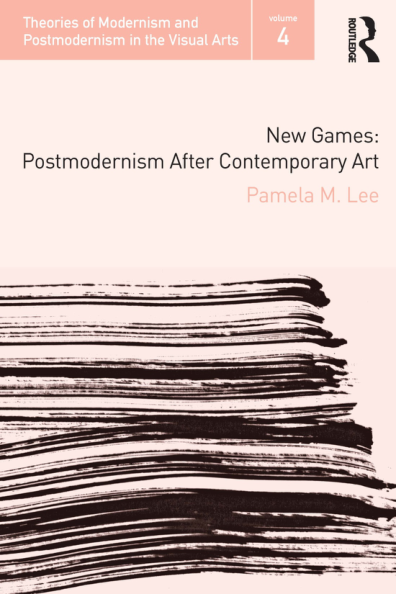 Theories of Modernism and
Postmodernism in the Visual Arts
volume
4
ROUTLEDGE
New Games:
Postmodernism After Contemporary Art
Pamela M. Lee